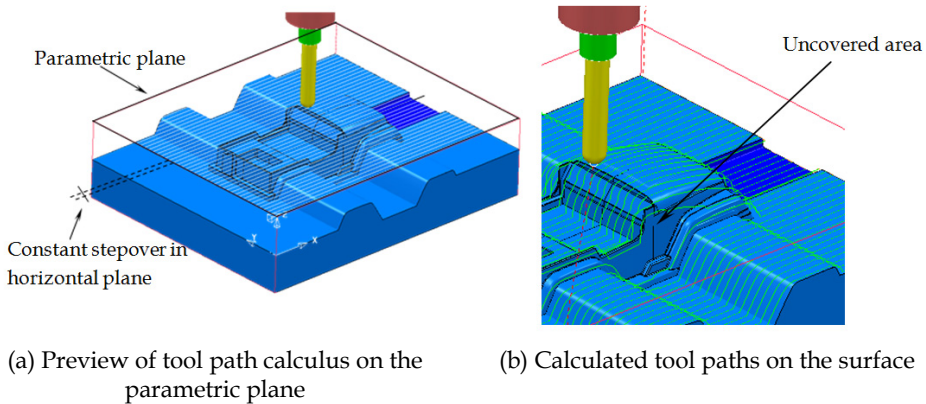 Parametric plane
Constant stepover in
horizontal plane
Y
X
Uncovered area
(a) Preview of tool path calculus on the
parametric plane
(b) Calculated tool paths on the surface